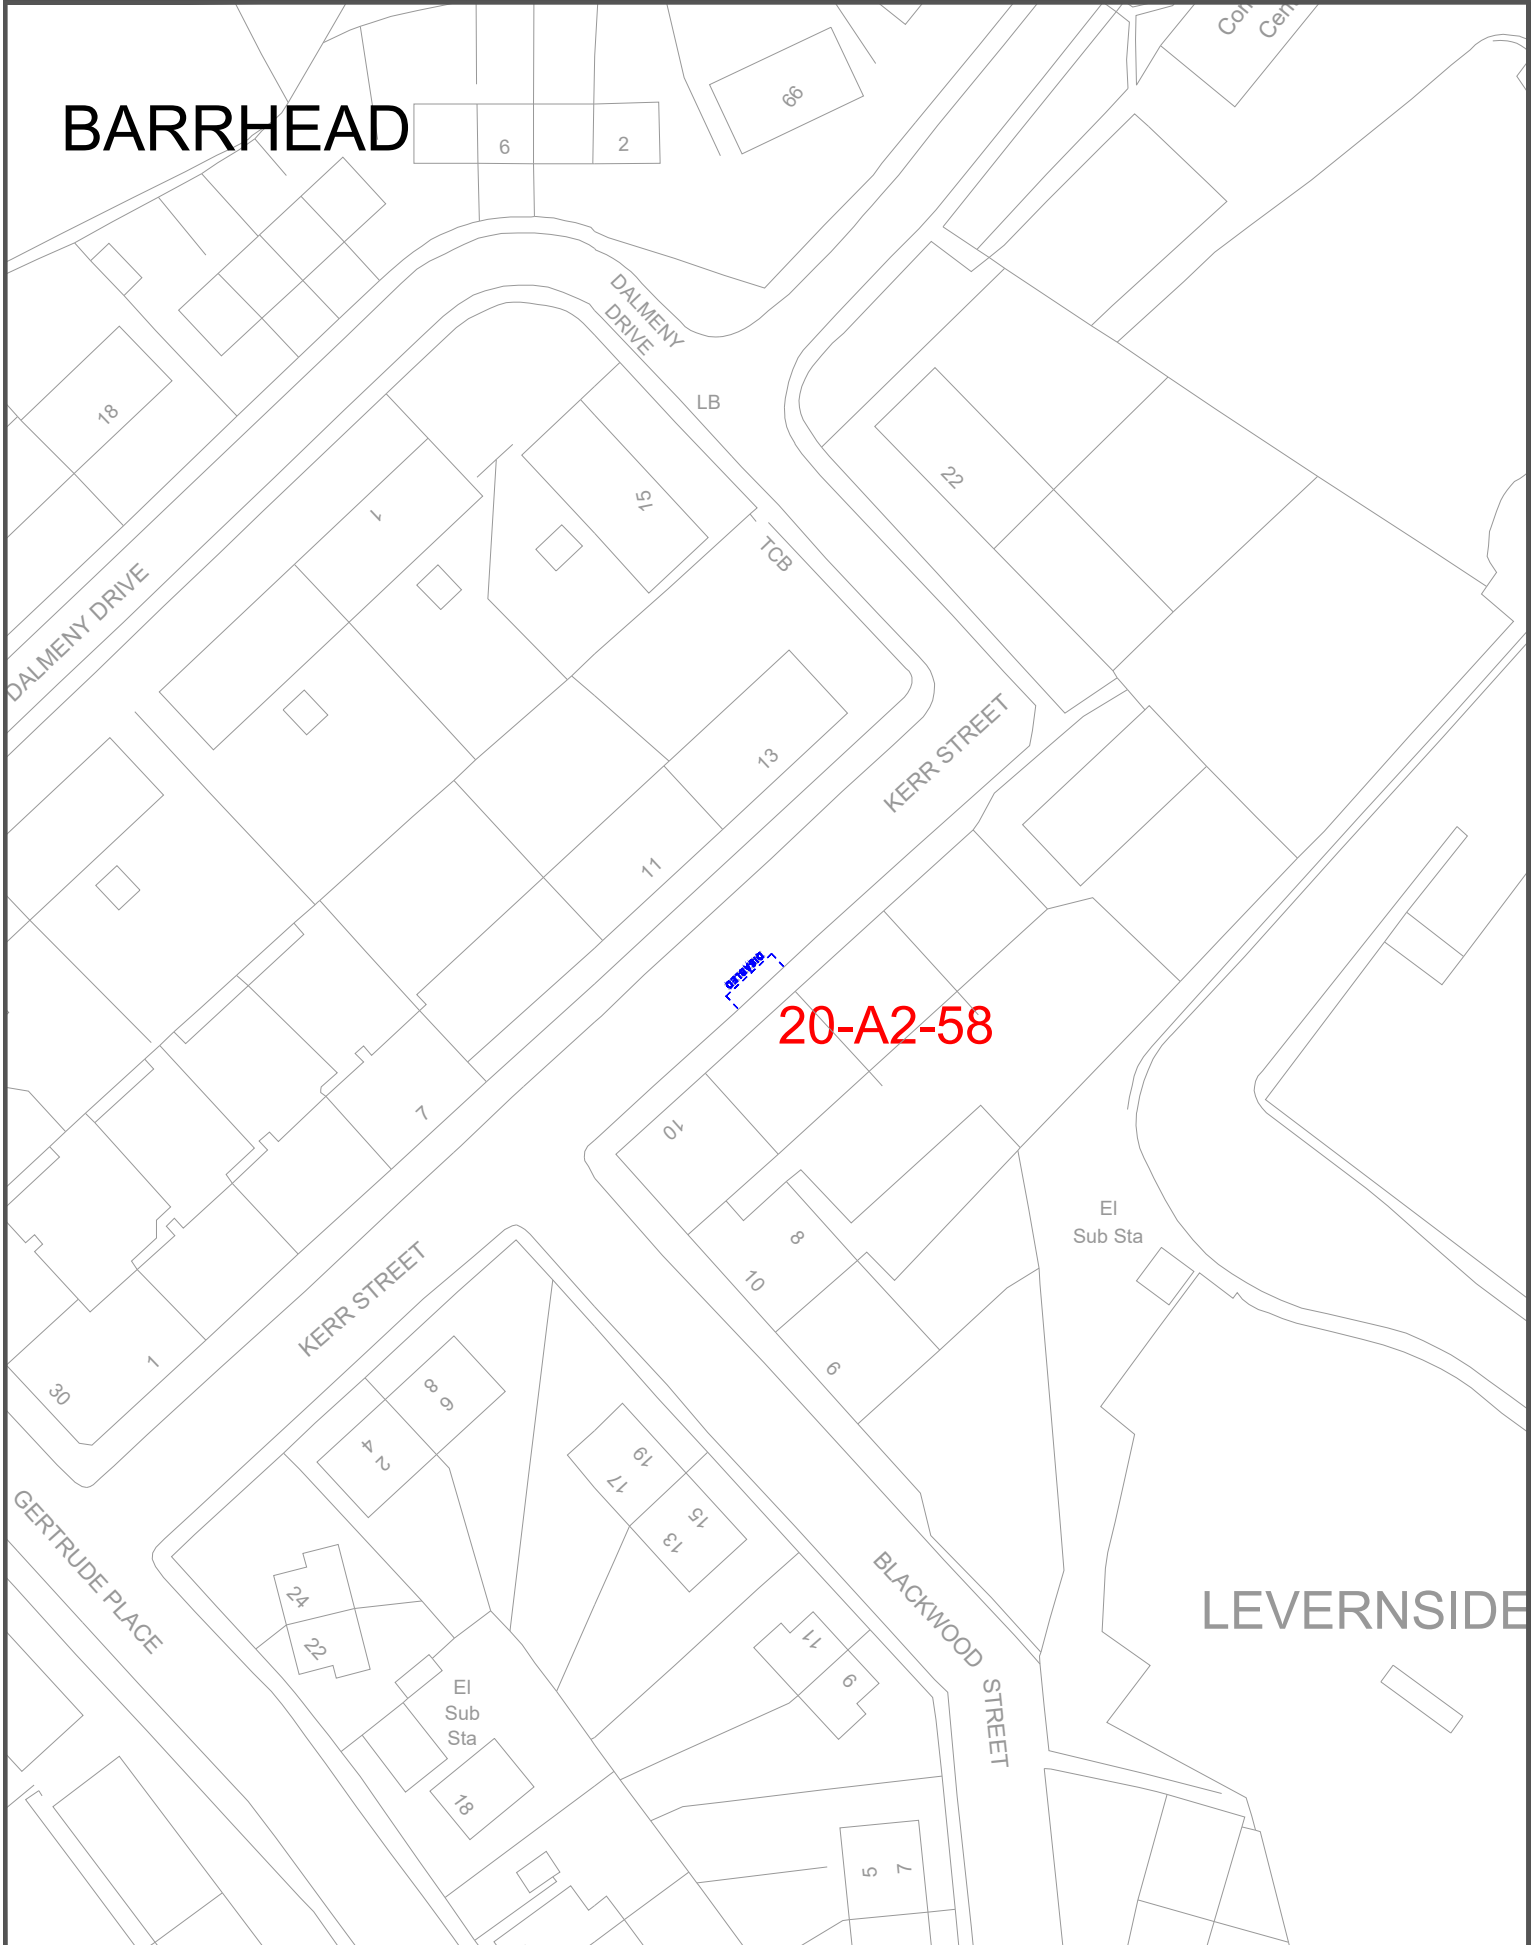 BARRHEAD
6
2
66
DALMENY
DRIVE
18
LB
22
1
15
TCB
DALMENY DRIVE
KERR STREET
13
11
DISABLED
20-A2-58
7
10
El
Sub Sta
8
10
KERR STREET
6
1
30
8
6
4
2
19
17
15
13
GERTRUDE PLACE
BLACKWOOD STREET
24
22
LEVERNSIDE
11
9
El
Sub
Sta
18
5
7